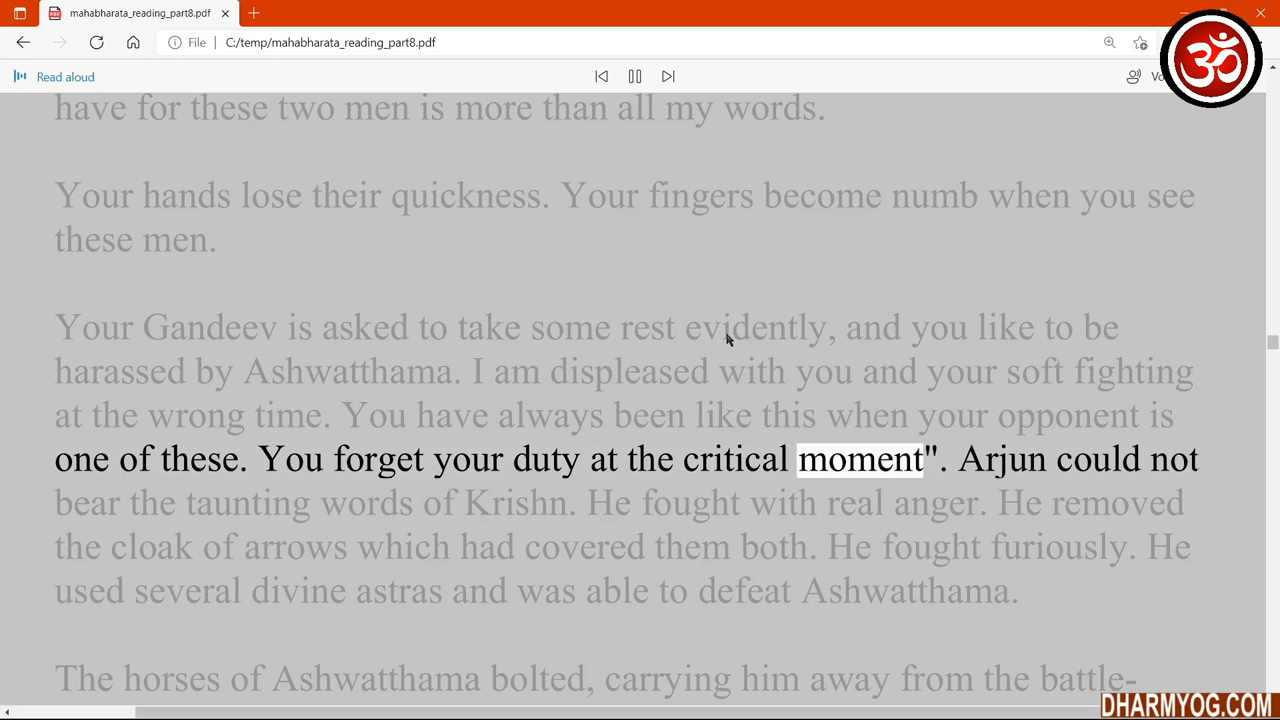 mahabharata_reading_part8.pdf
File C:/temp/mahabharata_reading_part8.pdf
Read aloud
ॐ
have for these two men is more than all my words.
Your hands lose their quickness. Your fingers become numb when you see
these men.
Your Gandeev is asked to take some rest evidently, and you like to be
harassed by Ashwatthama. I am displeased with you and your soft fighting
at the wrong time. You have always been like this when your opponent is
one of these. You forget your duty at the critical moment". Arjun could not
bear the taunting words of Krishn. He fought with real anger. He removed
the cloak of arrows which had covered them both. He fought furiously. He
used several divine astras and was able to defeat Ashwatthama.
The horses of Ashwatthama bolted, carrying him away from the battle-
DHARMYOG.COM